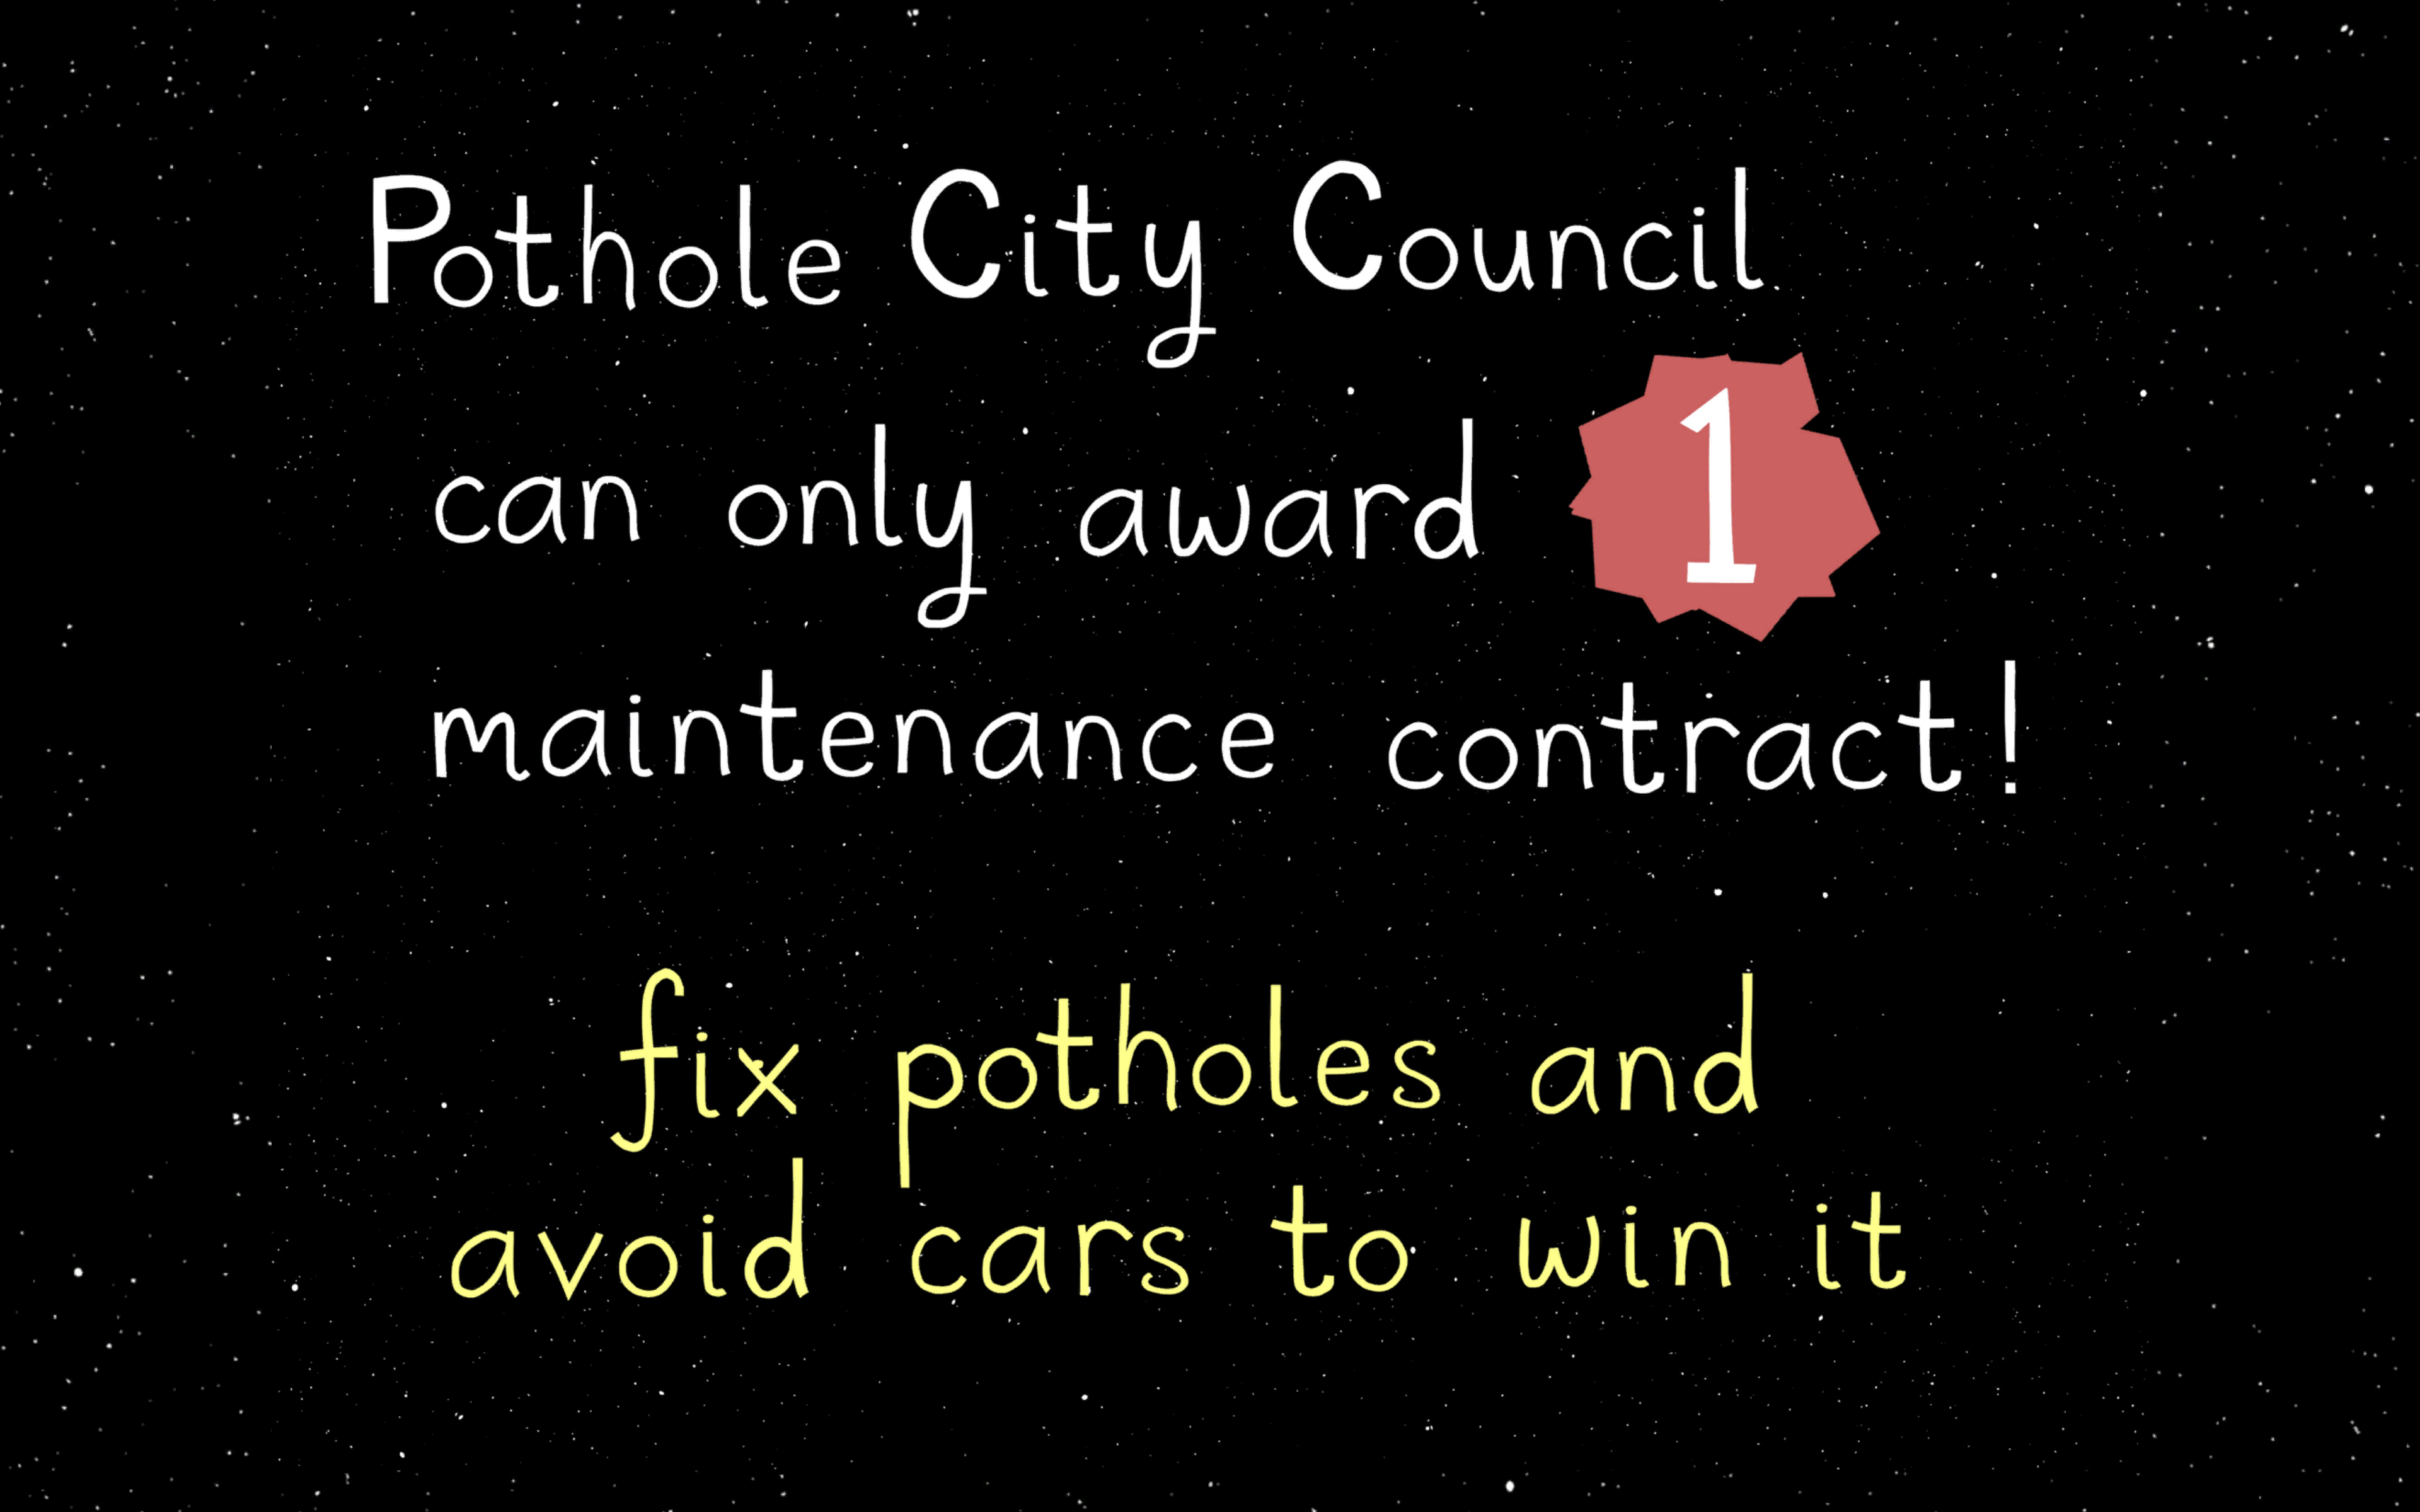 Pothole City Council
can only award 1
maintenance contract!
fix potholes and
avoid cars to win it